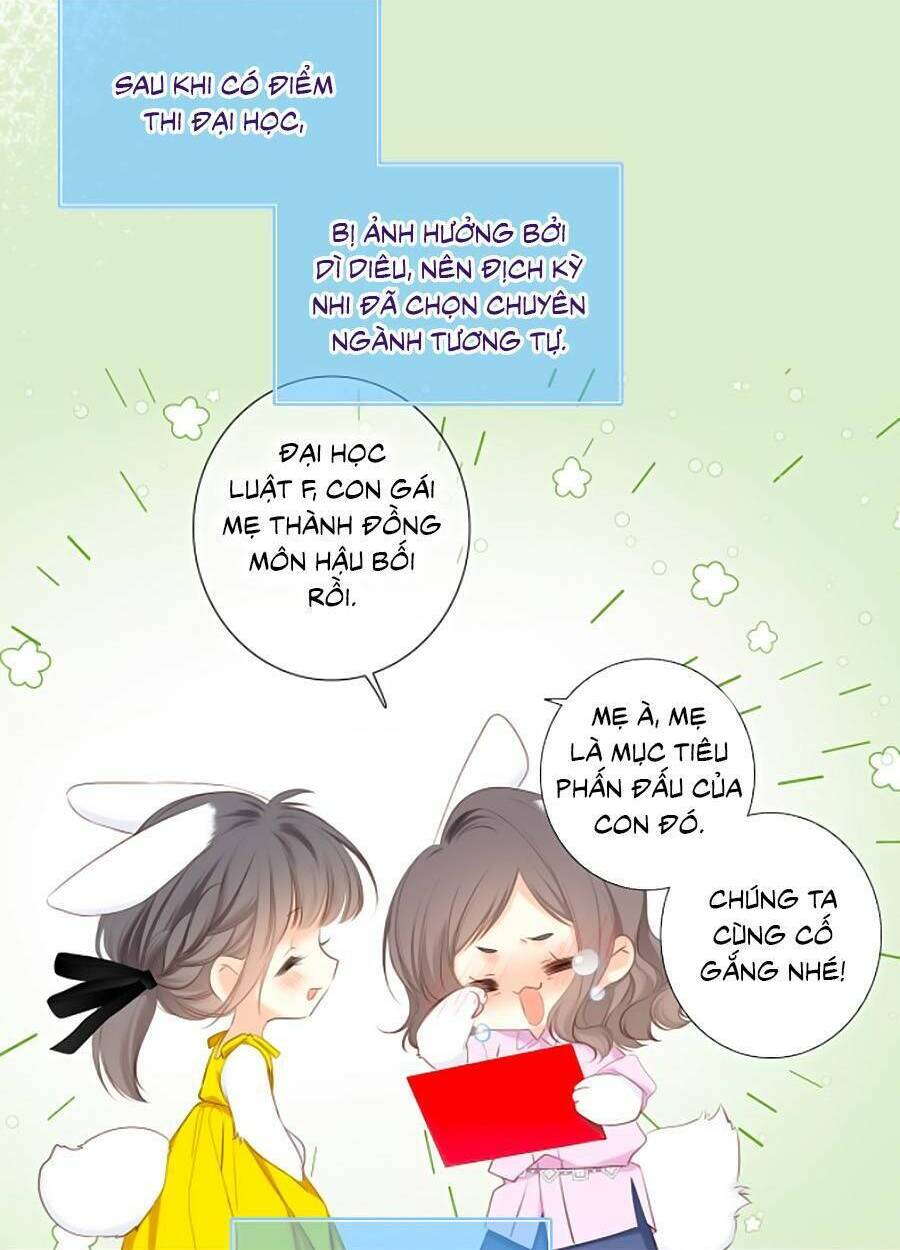 SAU KHI CÓ ĐIỂM
THI ĐẠI HỌC,
BỊ ẢNH HƯỞNG BỞI
DÌ DIÊU, NÊN ĐỊCH KỲ
NHI ĐÃ CHỌN CHUYÊN
NGÀNH TƯƠNG TỰ.
ĐẠI HỌC
LUẬT F, CON GÁI
MẸ THÀNH ĐỒNG
MÔN HẬU BỐI
RỒI.
MẸ À, MẸ
LÀ MỤC TIÊU
PHẤN ĐẤU CỦA
CON ĐÓ.
CHÚNG TA
CÙNG CỐ
GẮNG NHÉ!